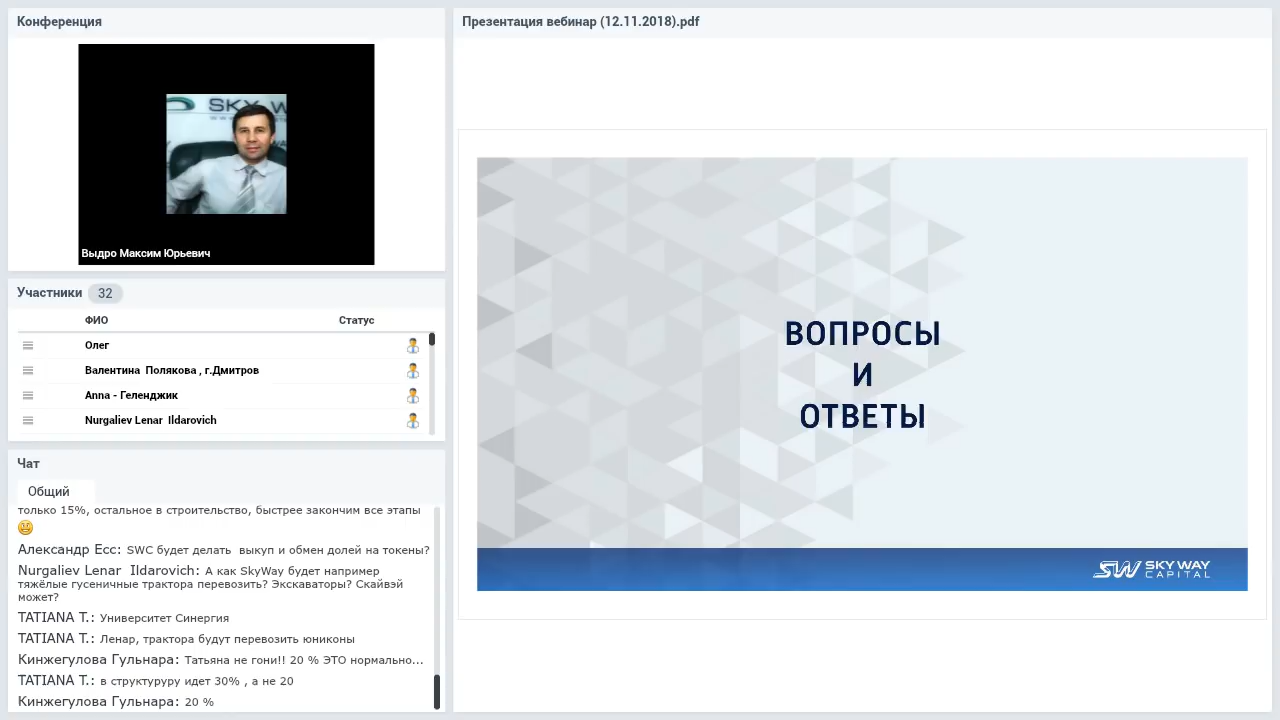 Конференция
SKY W
Выдро Максим Юрьевич
Участники 32
ФИО Статус
Олег
Валентина Полякова , г.Дмитров
Anna - Геленджик
Nurgaliev Lenar Ildarovich
Чат
Общий
только 15%, остальное в строительство, быстрее закончим все этапы
Александр Есс: SWC будет делать выкуп и обмен долей на токены?
Nurgaliev Lenar Ildarovich: А как SkyWay будет например
тяжёлые гусеничные трактора перевозить? Экскаваторы? Скайвэй
может?
TATIANA T.: Университет Синергия
TATIANA T.: Ленар, трактора будут перевозить юниконы
Кинжегулова Гульнара: Татьяна не гони!! 20 % ЭТО нормально...
TATIANA T.: в структуруру идет 30% , а не 20
Кинжегулова Гульнара: 20 %
Презентация вебинар (12.11.2018).pdf
ВОПРОСЫ
И
ОТВЕТЫ
SW SKY WAY
CAPITAL